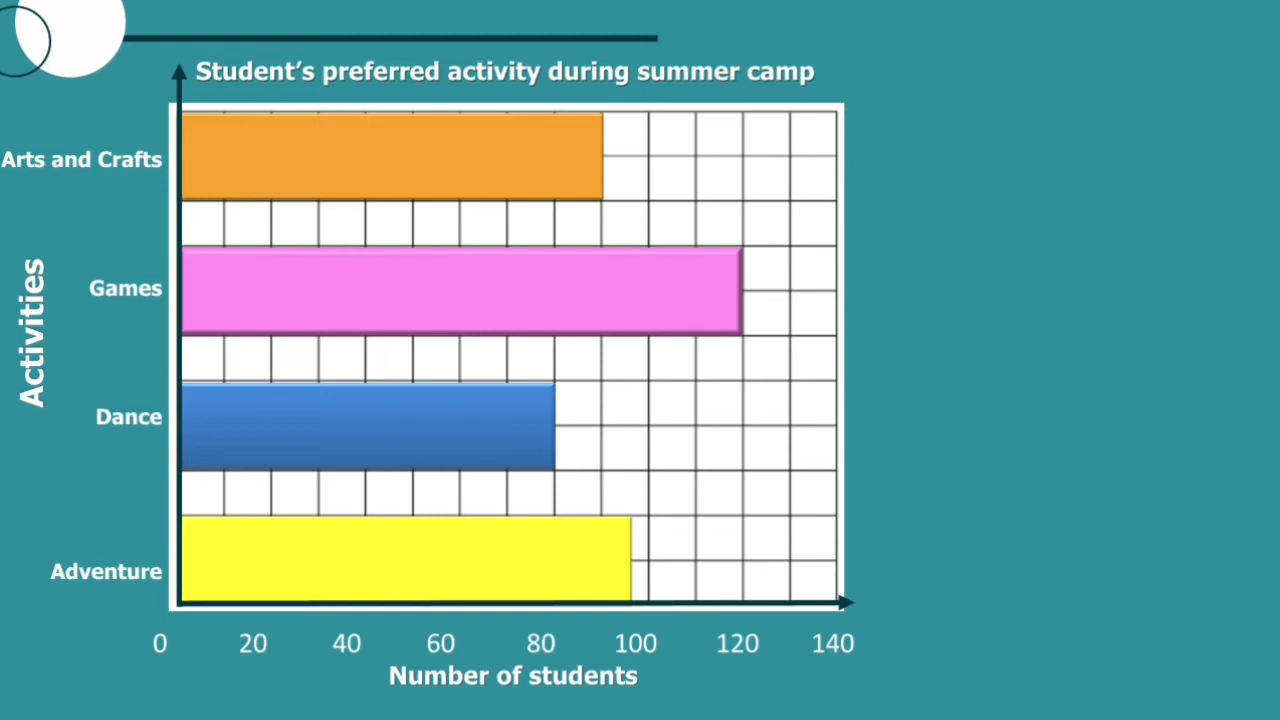 Student’s preferred activity during summer camp
Arts and Crafts
Games
Dance
Adventure
Activities
0 20 40 60 80 100 120 140
Number of students